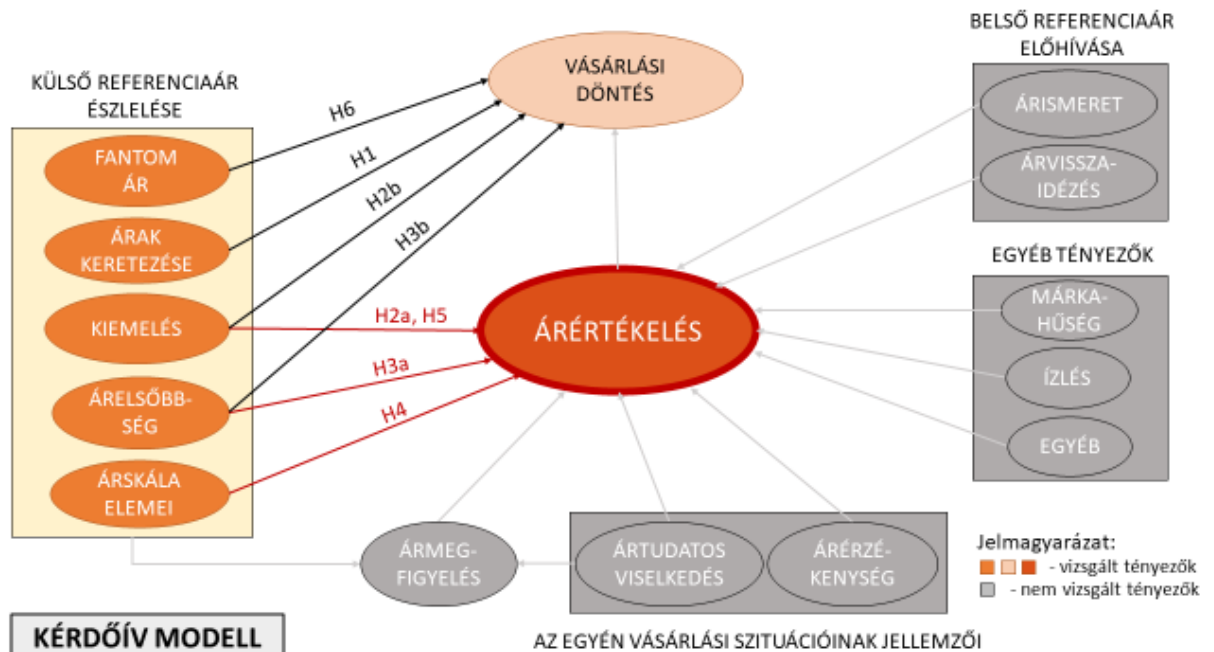 KÜLSŐ REFERENCIAÁR
ÉSZLELÉSE
FANTOM
ÁR
ÁRAK
KERETEZÉSE
KIEMELÉS
ÁRELSŐBB-
SÉG
ÁRSKÁLA
ELEMEI
H6
H1
H2b
H3b
H2a, H5
H3a
H4
VÁSÁRLÁSI
DÖNTÉS
ÁRÉRTÉKELÉS
BELSŐ REFERENCIAÁR
ELŐHÍVÁSA
ÁRISMERET
ÁRVISSZA-
IDÉZÉS
EGYÉB TÉNYEZŐK
MÁRKA-
HŰSÉG
ÍZLÉS
EGYÉB
ÁRMEG-
FIGYELÉS
ÁRTUDATOS
VISELKEDÉS
ÁRÉRZÉ-
KENYSÉG
AZ EGYÉN VÁSÁRLÁSI SZITUÁCIÓINAK JELLEMZŐI
Jelmagyarázat:
- vizsgált tényezők
- nem vizsgált tényezők
KÉRDŐÍV MODELL